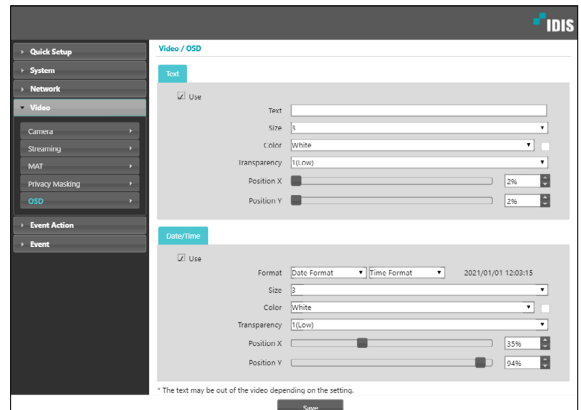 IDIS
Quick Setup
System
Network
Video
Camera
Streaming
MAT
Privacy Masking
OSD
Event Action
Event
Video / OSD
Text
Use
Text
Size 3
Color White
Transparency 1(Low)
Position X 2%
Position Y 2%
Date/Time
Use
Format Date Format Time Format 2021/01/01 12:03:15
Size 3
Color White
Transparency 1(Low)
Position X 35%
Position Y 94%
* The text may be out of the video depending on the setting.
Save